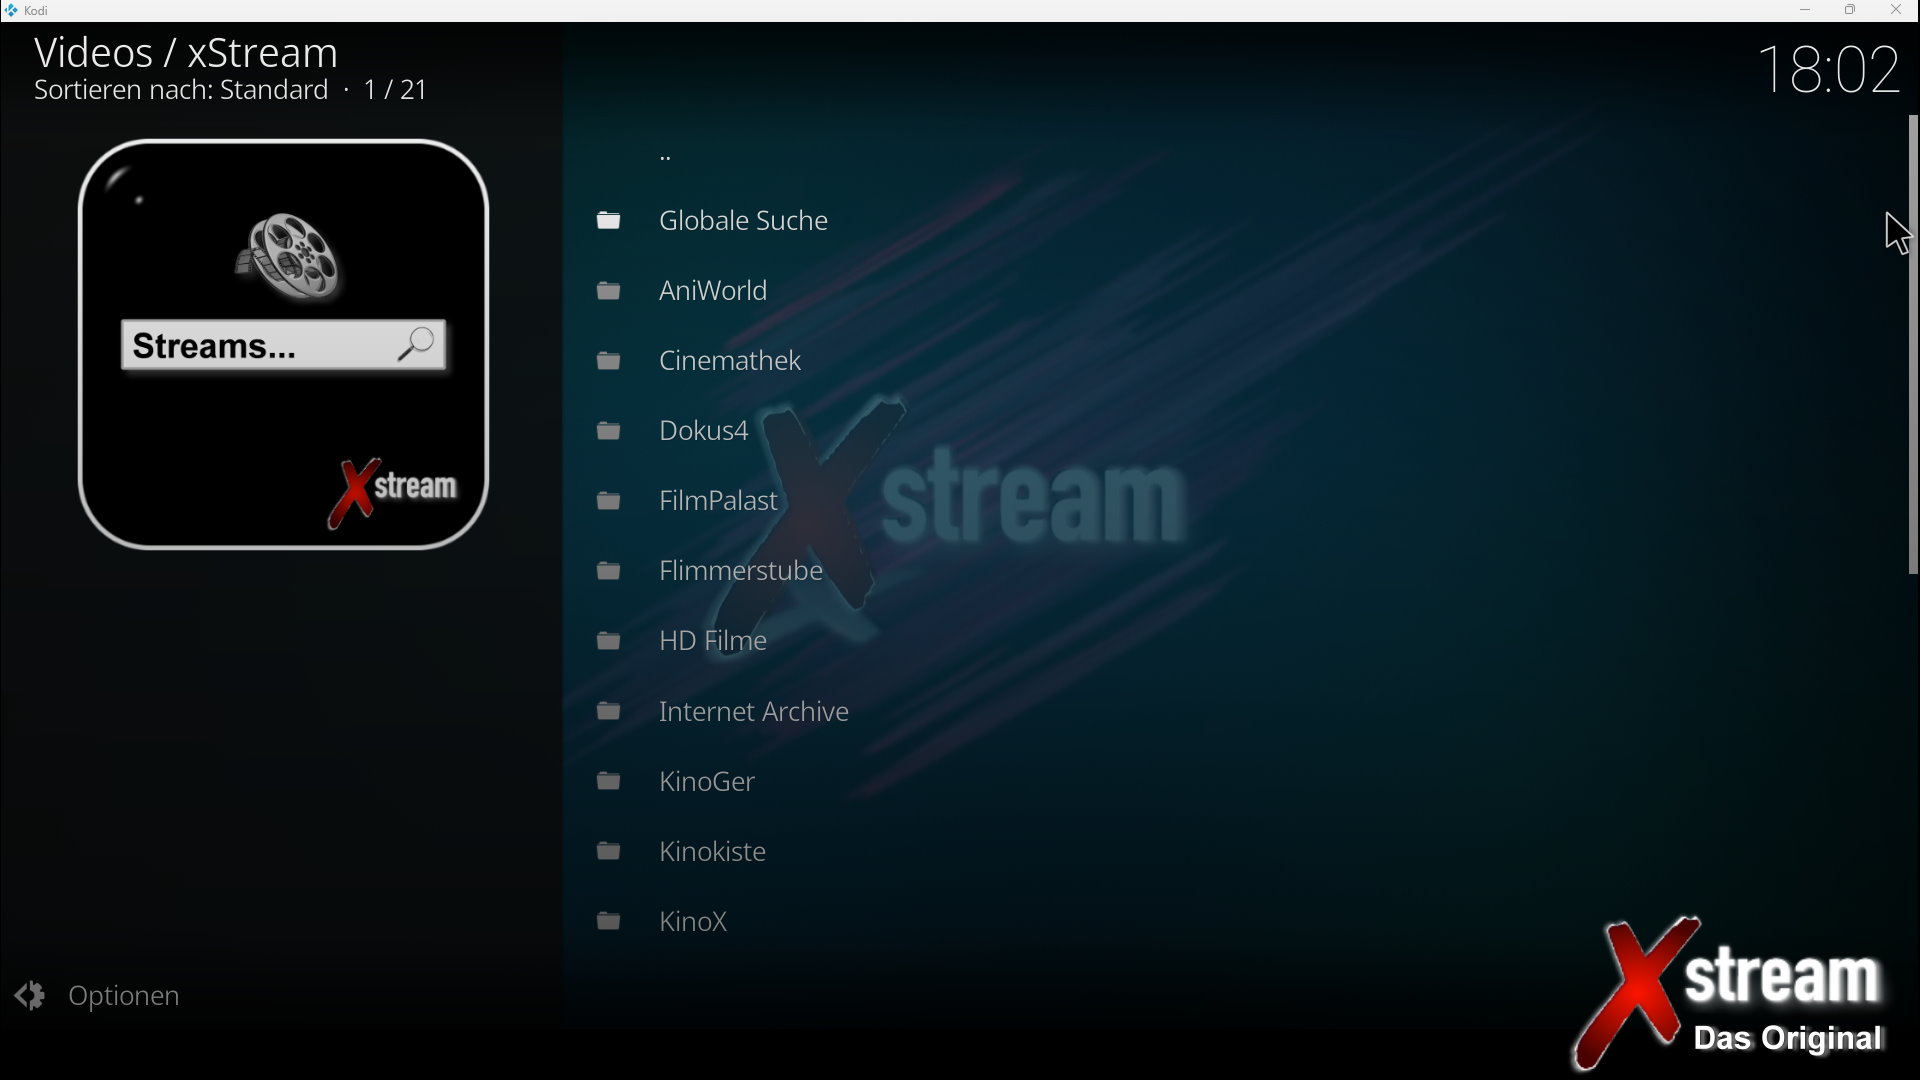 Kodi
Videos / xStream
Sortieren nach: Standard · 1 / 21
18:02
Streams...
Xstream
..
Globale Suche
AniWorld
Cinemathek
Dokus4
FilmPalast
Flimmerstube
HD Filme
Internet Archive
KinoGer
Kinokiste
KinoX
Xstream
Optionen
Xstream
Das Original